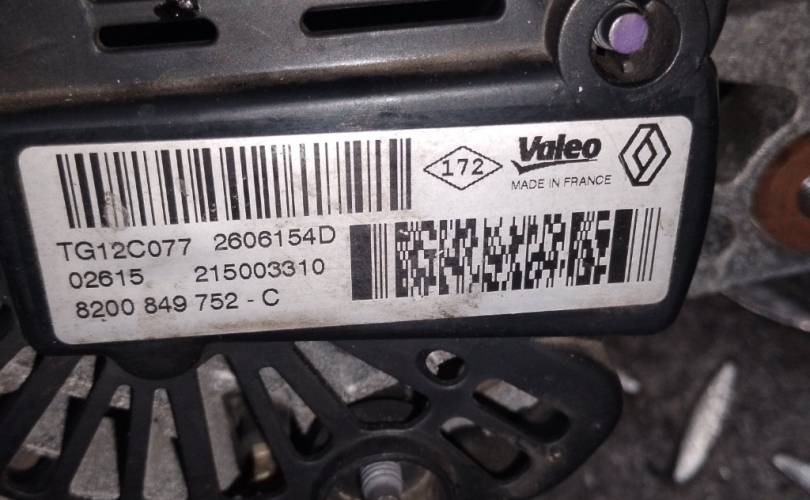 172
Valeo
MADE IN FRANCE
TG12C077 2606154D
02615 215003310
8200 849 752 - C